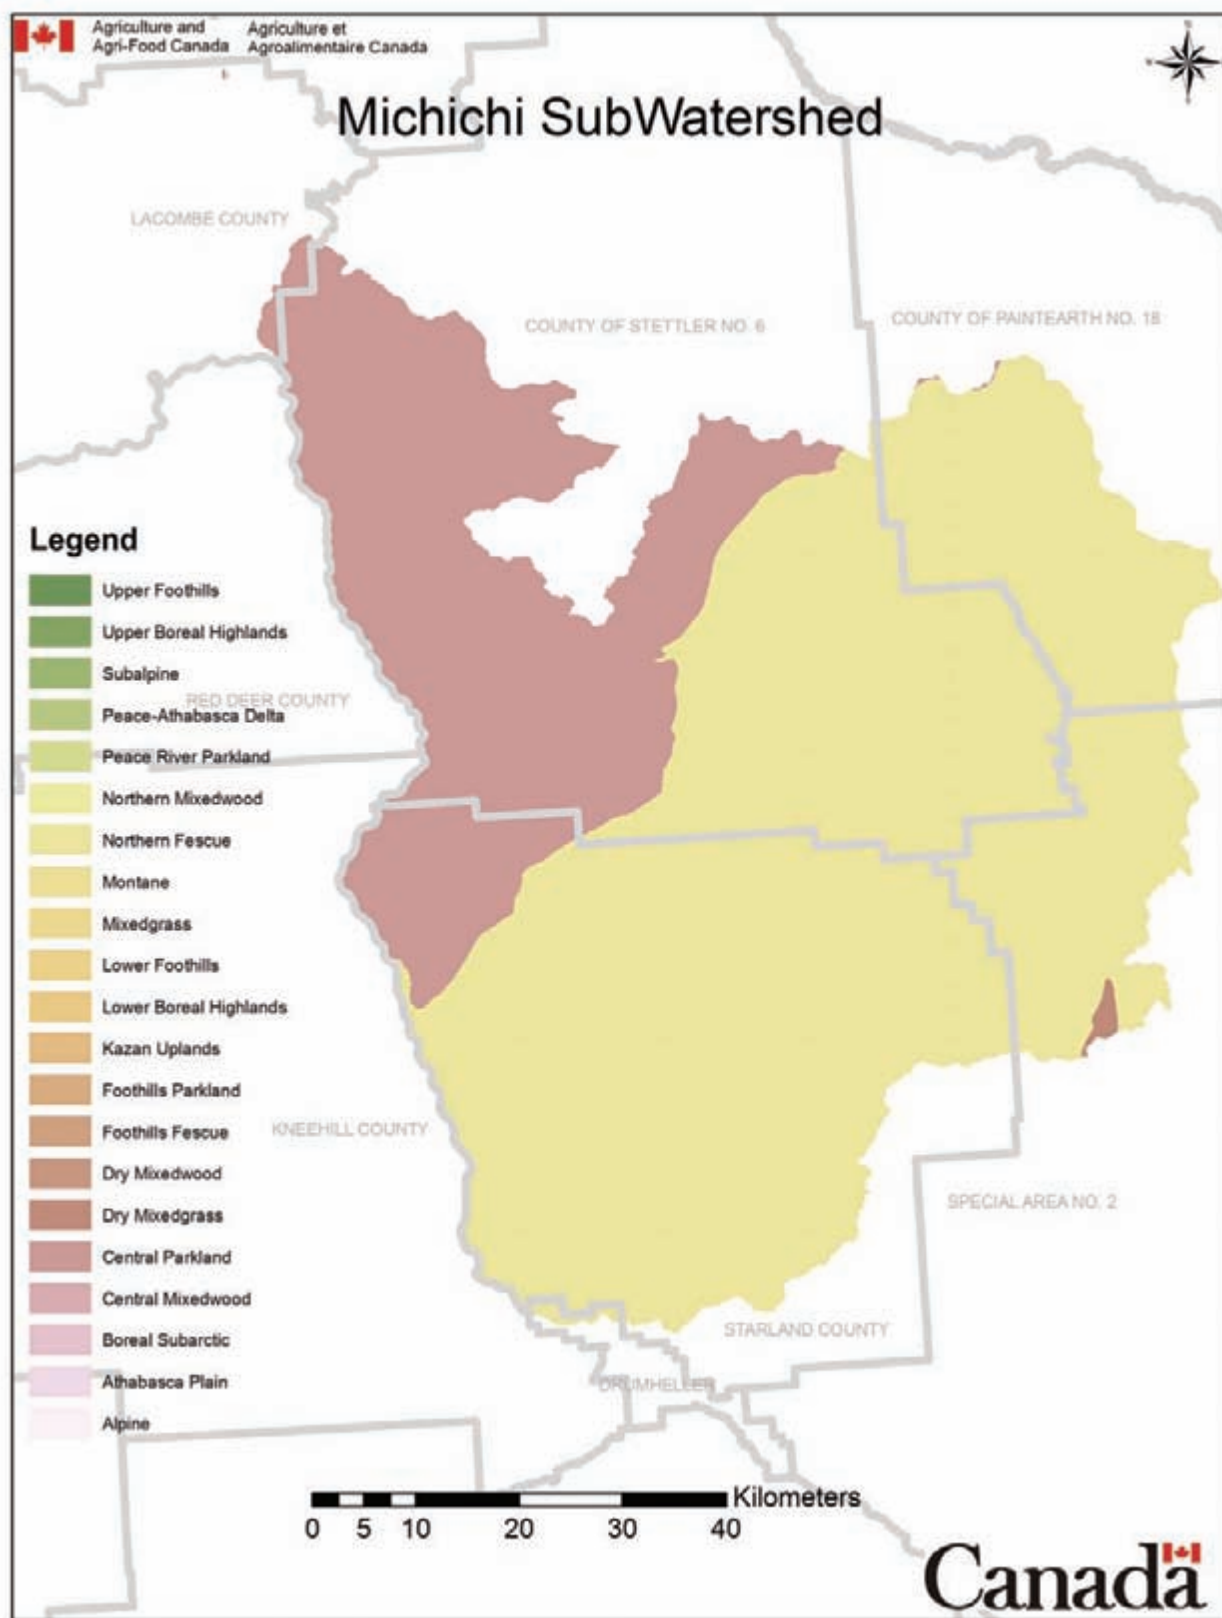 Agriculture and
Agri-Food Canada
Agriculture et
Agroalimentaire Canada
Michichi SubWatershed
LACOMBE COUNTY
COUNTY OF STETTLER NO. 6
COUNTY OF PAINTEARTH NO. 18
Legend
Upper Foothills
Upper Boreal Highlands
Subalpine
RED DEER COUNTY
Peace-Athabasca Delta
Peace River Parkland
Northern Mixedwood
Northern Fescue
Montane
Mixedgrass
Lower Foothills
Lower Boreal Highlands
Kazan Uplands
Foothills Parkland
Foothills Fescue
KNEEHILL COUNTY
Dry Mixedwood
Dry Mixedgrass
SPECIAL AREA NO. 2
Central Parkland
Central Mixedwood
Boreal Subarctic
STARLAND COUNTY
Athabasca Plain
DRUMHELLER
Alpine
Kilometers
0 5 10 20 30 40
Canada